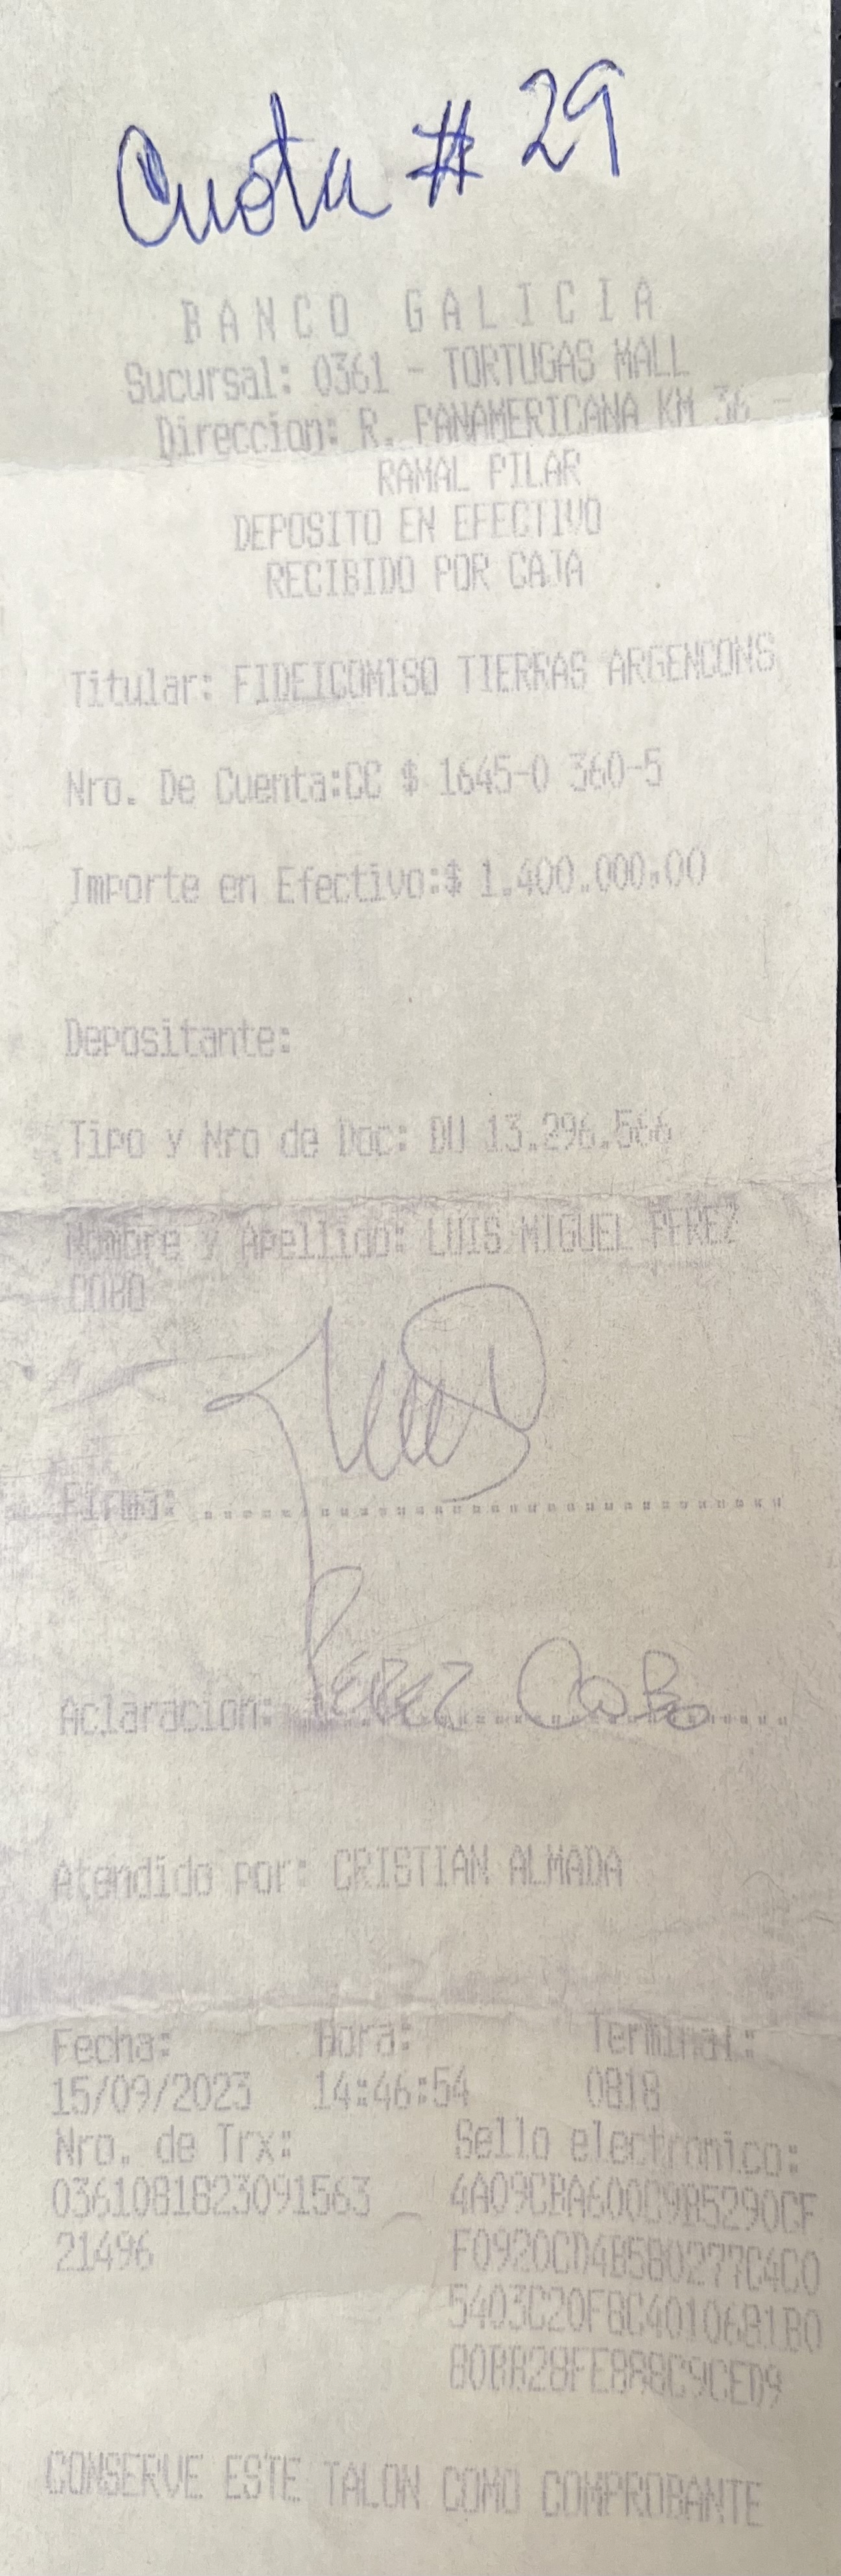 Cuota # 29
BANCO GALICIA
Sucursal: 0361 - TORTUGAS MALL
Direccion: R. PANAMERICANA KM 36 -
RAMAL PILAR
DEPOSITO EN EFECTIVO
RECIBIDO POR CAJA
Titular: FIDEICOMISO TIERRAS ARGENCONS
Nro. De Cuenta:CC $ 1645-0 360-5
Importe en Efectivo:$ 1.400.000,00
Depositante:
Tipo y Nro de Doc: DU 13.296.566
Nombre y Apellido: LUIS MIGUEL PEREZ
COBO
Firma:
Aclaracion: Perez Cobo
Atendido por: CRISTIAN ALMADA
Fecha: Hora: Terminal:
15/09/2023 14:46:54 0818
Nro. de Trx: Sello electronico:
0361081823091563 4A09CBA600C9B5290CF
21496 F0920CD4B5B0277C4C0
5403C20F8C4010681B0
80BB28FE888C9CED9
CONSERVE ESTE TALON COMO COMPROBANTE